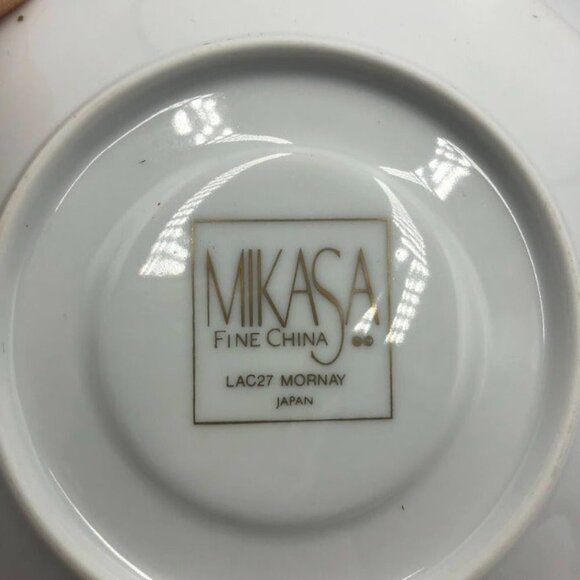 MIKASA
FINE CHINA
LAC27 MORNAY
JAPAN